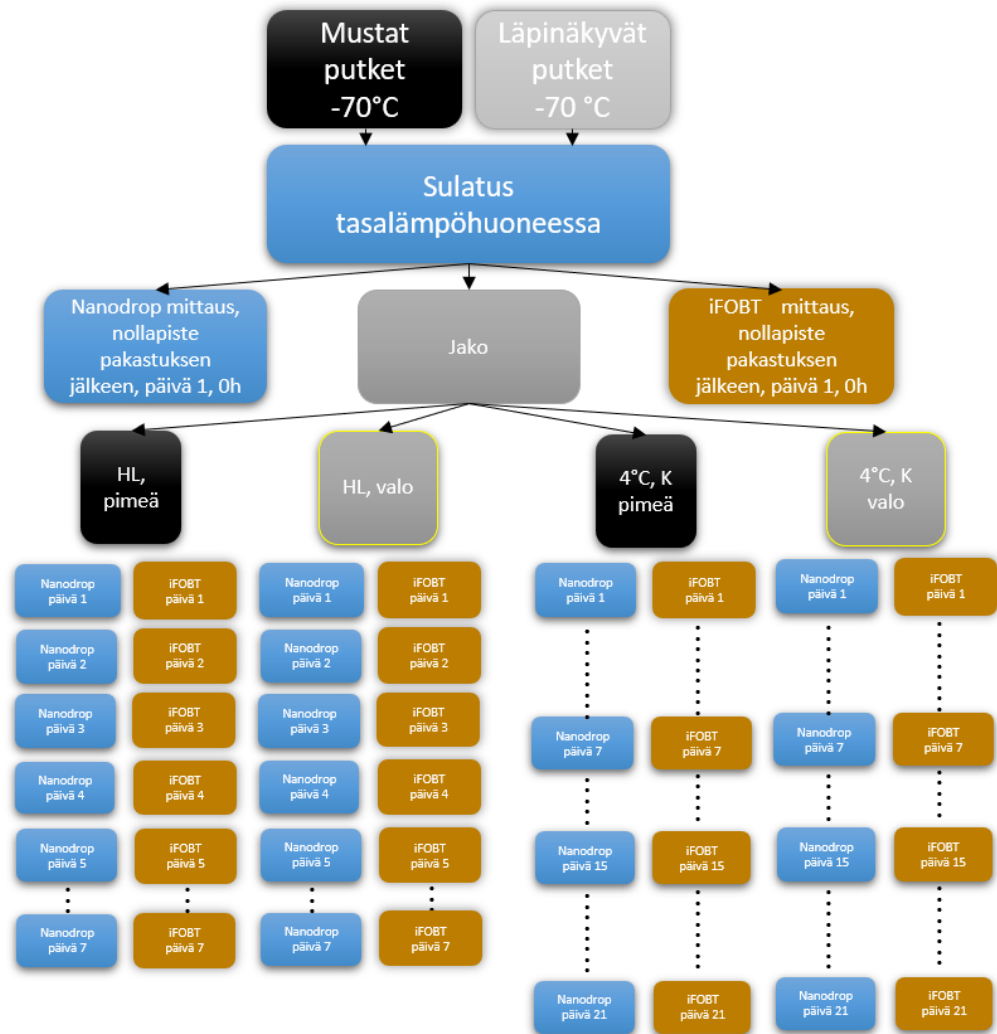 Mustat
putket
-70°C
Läpinäkyvät
putket
-70 °C
Sulatus
tasalämpöhuoneessa
Nanodrop mittaus,
nollapiste
pakastuksen
jälkeen, päivä 1, 0h
Jako
iFOBT mittaus,
nollapiste
pakastuksen
jälkeen, päivä 1, 0h
HL,
pimeä
HL, valo
4°C, K
pimeä
4°C, K
valo
Nanodrop
päivä 1
iFOBT
päivä 1
Nanodrop
päivä 1
iFOBT
päivä 1
Nanodrop
päivä 1
iFOBT
päivä 1
Nanodrop
päivä 1
iFOBT
päivä 1
Nanodrop
päivä 2
iFOBT
päivä 2
Nanodrop
päivä 2
iFOBT
päivä 2
Nanodrop
päivä 3
iFOBT
päivä 3
Nanodrop
päivä 3
iFOBT
päivä 3
Nanodrop
päivä 7
iFOBT
päivä 7
Nanodrop
päivä 7
iFOBT
päivä 7
Nanodrop
päivä 4
iFOBT
päivä 4
Nanodrop
päivä 4
iFOBT
päivä 4
Nanodrop
päivä 5
iFOBT
päivä 5
Nanodrop
päivä 5
iFOBT
päivä 5
Nanodrop
päivä 15
iFOBT
päivä 15
Nanodrop
päivä 15
iFOBT
päivä 15
Nanodrop
päivä 7
iFOBT
päivä 7
Nanodrop
päivä 7
iFOBT
päivä 7
Nanodrop
päivä 21
iFOBT
päivä 21
Nanodrop
päivä 21
iFOBT
päivä 21